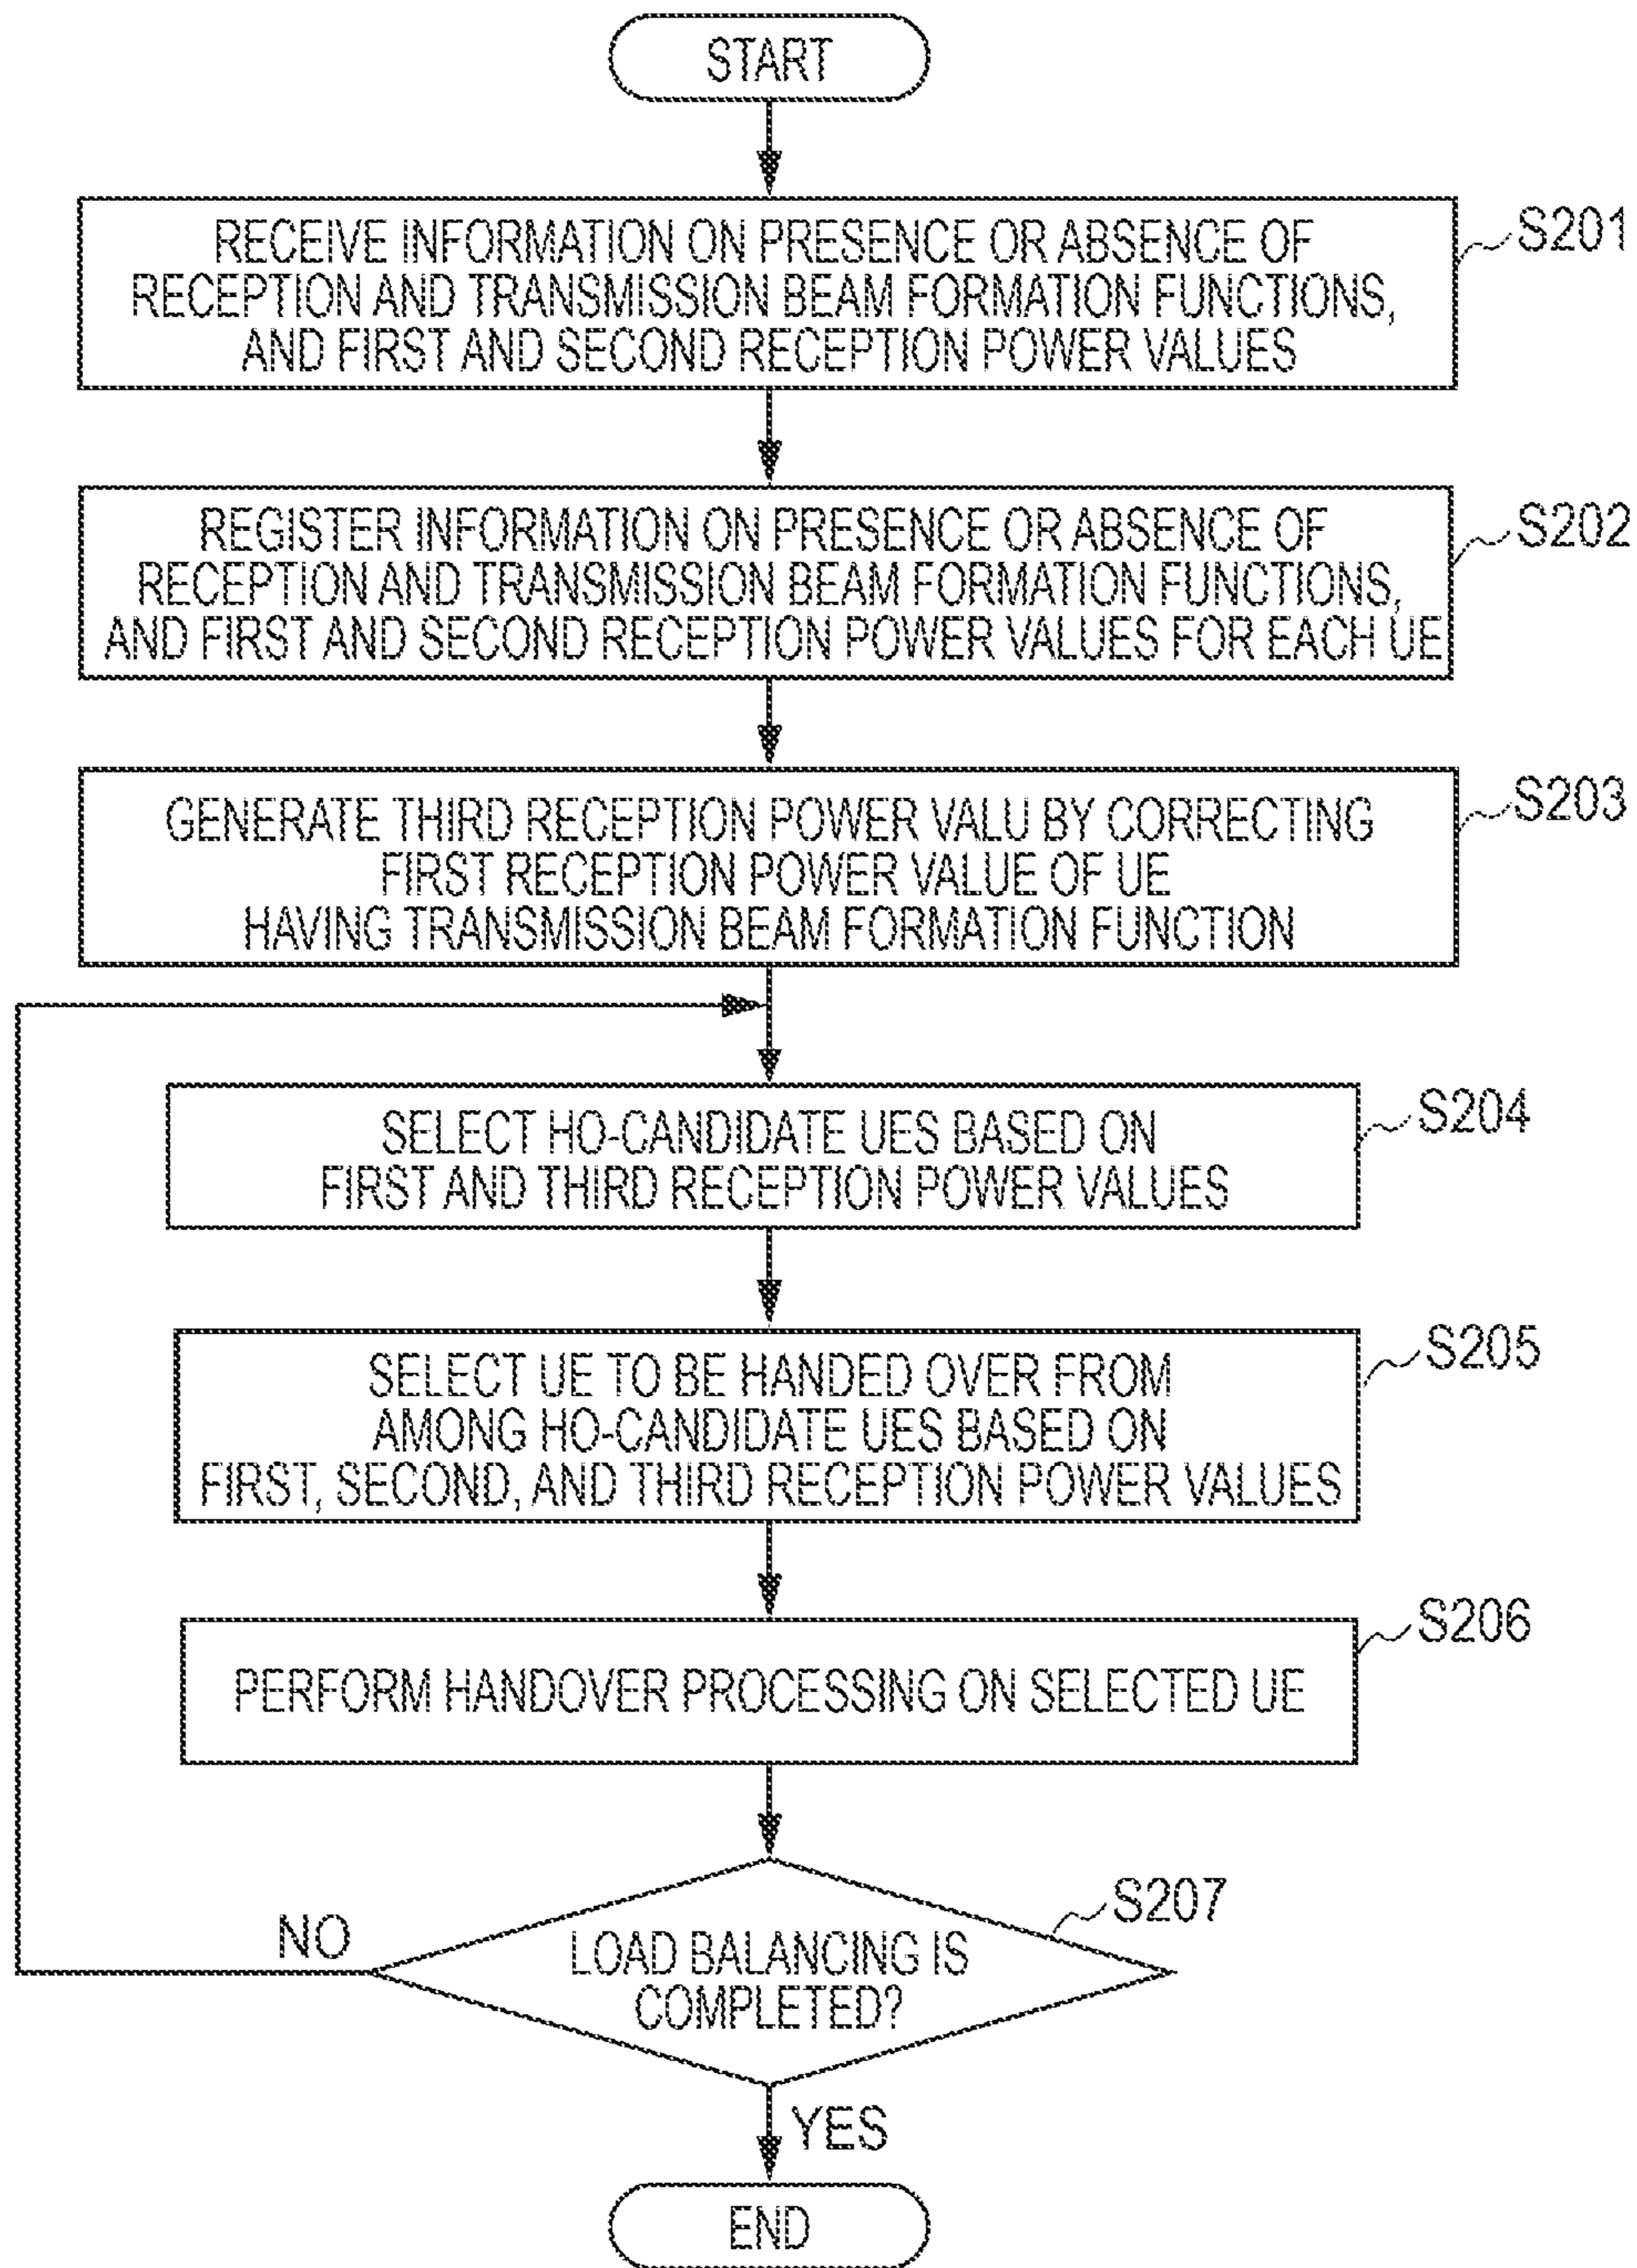 START
RECEIVE INFORMATION ON PRESENCE OR ABSENCE OF
RECEPTION AND TRANSMISSION BEAM FORMATION FUNCTIONS,
AND FIRST AND SECOND RECEPTION POWER VALUES
S201
REGISTER INFORMATION ON PRESENCE OR ABSENCE OF
RECEPTION AND TRANSMISSION BEAM FORMATION FUNCTIONS,
AND FIRST AND SECOND RECEPTION POWER VALUES FOR EACH UE
S202
GENERATE THIRD RECEPTION POWER VALU BY CORRECTING
FIRST RECEPTION POWER VALUE OF UE
HAVING TRANSMISSION BEAM FORMATION FUNCTION
S203
SELECT HO-CANDIDATE UES BASED ON
FIRST AND THIRD RECEPTION POWER VALUES
S204
SELECT UE TO BE HANDED OVER FROM
AMONG HO-CANDIDATE UES BASED ON
FIRST, SECOND, AND THIRD RECEPTION POWER VALUES
S205
PERFORM HANDOVER PROCESSING ON SELECTED UE
S206
LOAD BALANCING IS
COMPLETED?
S207
NO
YES
END